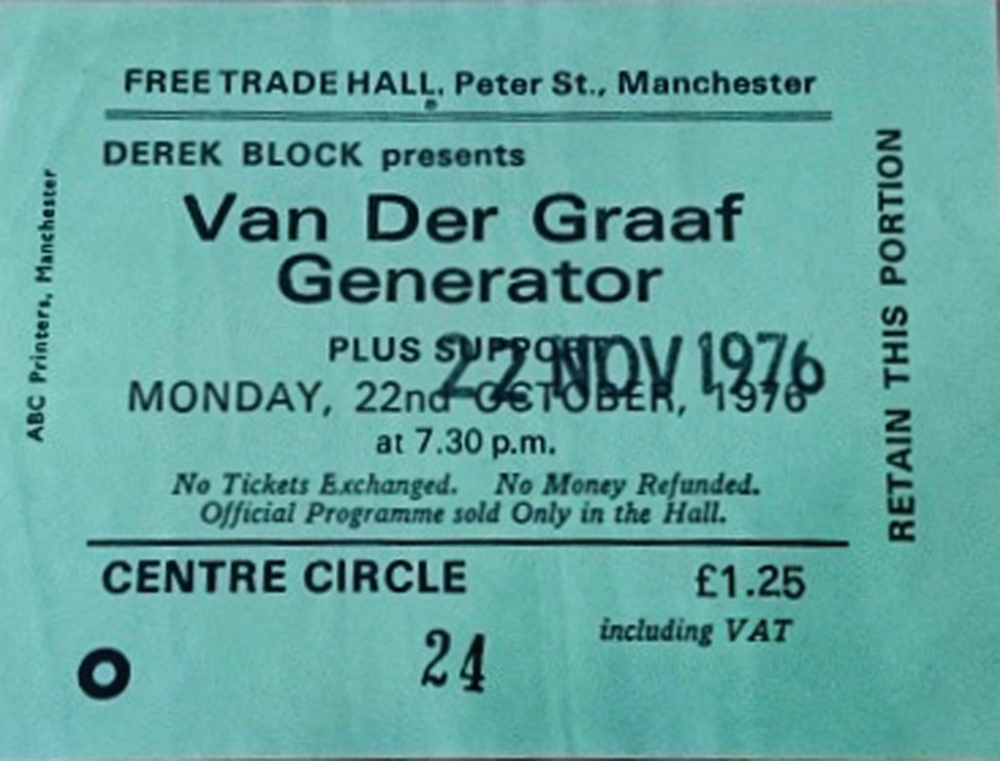 FREE TRADE HALL, Peter St., Manchester
DEREK BLOCK presents
Van Der Graaf
Generator
PLUS SUPPORT
22 NOV 1976
MONDAY, 22nd OCTOBER, 1976
at 7.30 p.m.
No Tickets Exchanged. No Money Refunded.
Official Programme sold Only in the Hall.
CENTRE CIRCLE £1.25
including VAT
O 24
ABC Printers, Manchester
RETAIN THIS PORTION